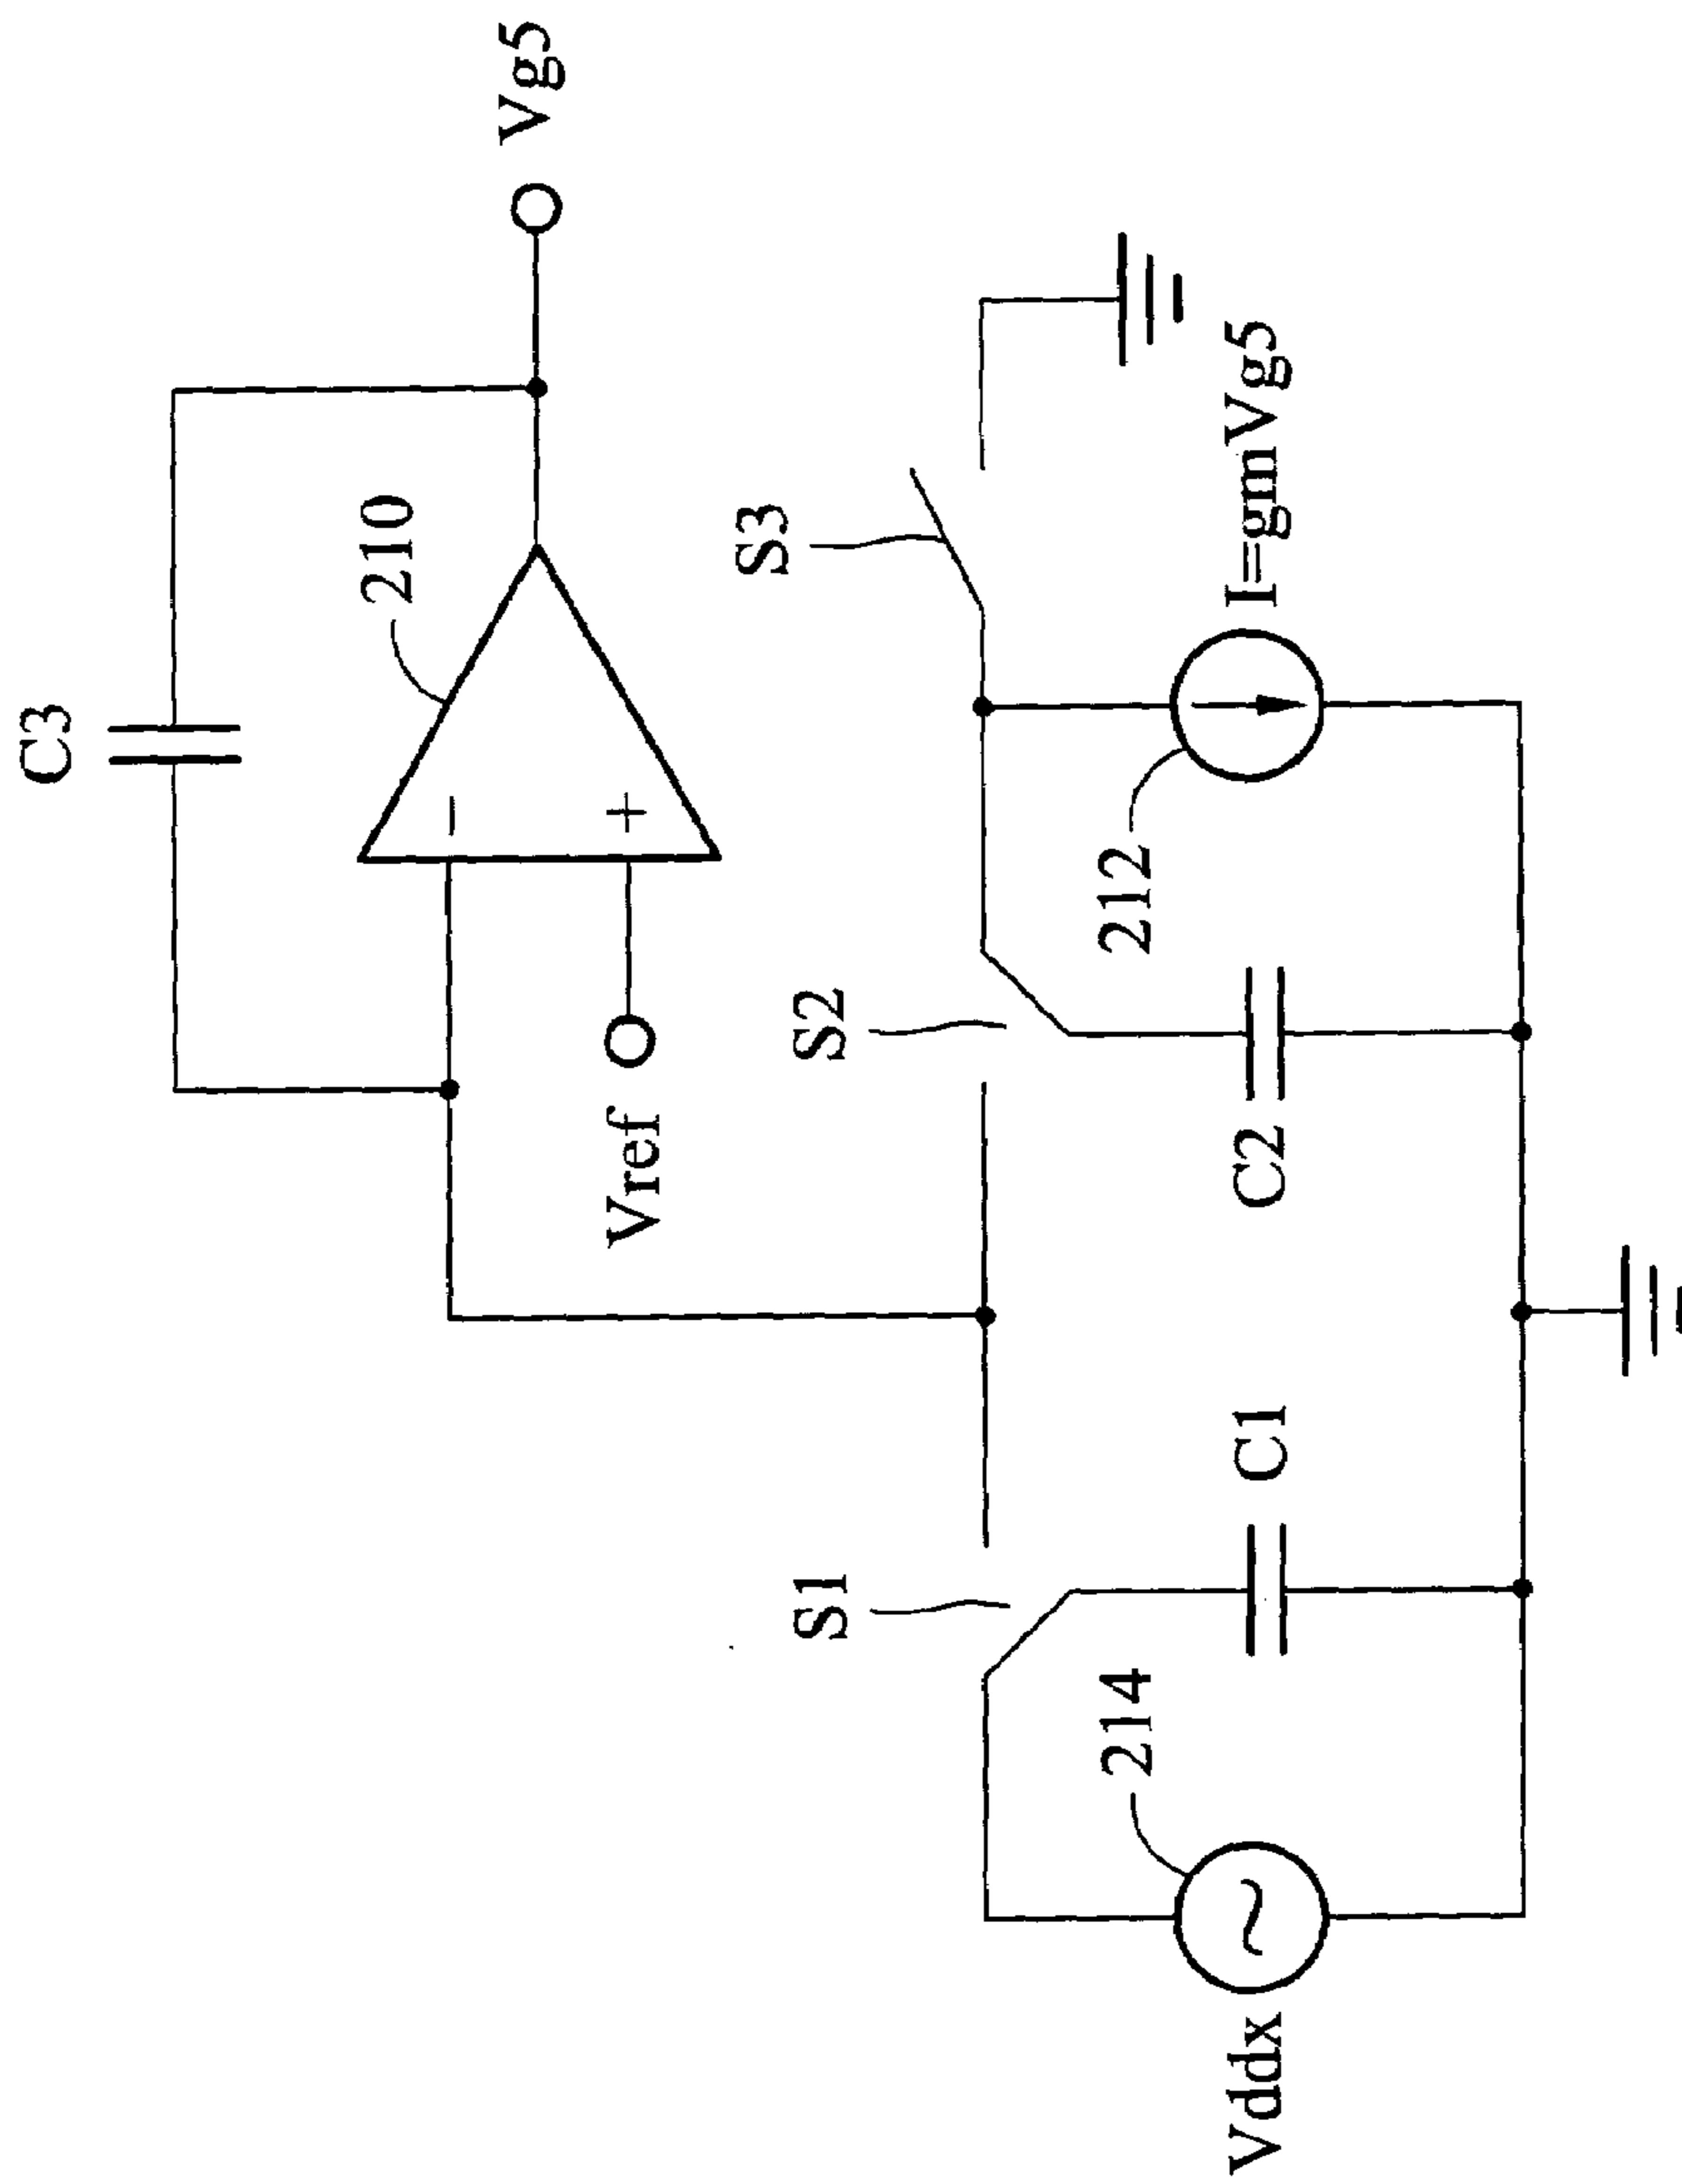 C3
210
Vg5
Vref
S1
S2
S3
Vddx
214
C1
C2
212
I=gmVg5